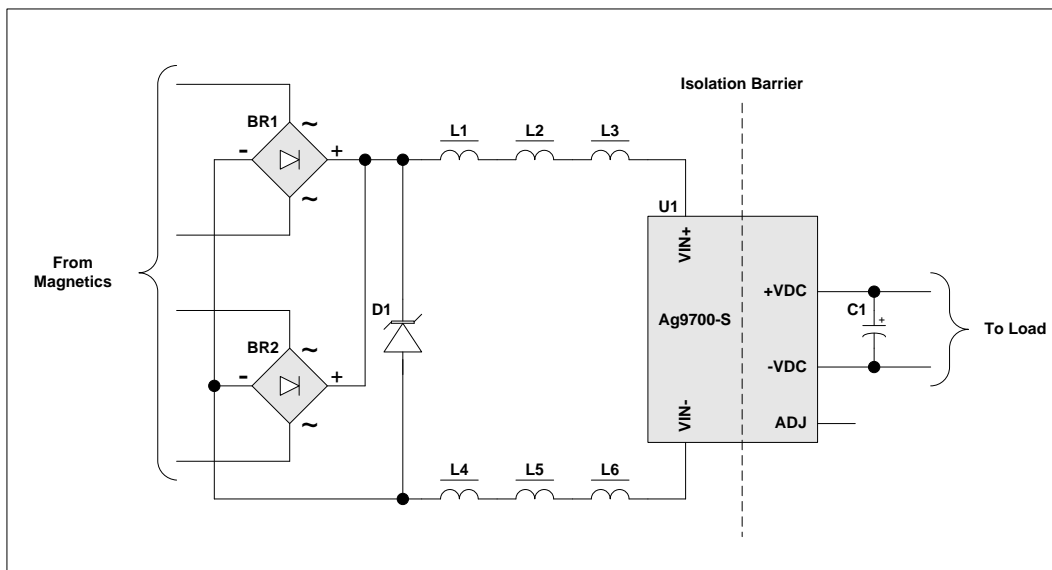 Isolation Barrier
BR1
~
-
+
~
L1
L2
L3
U1
VIN+
From
Magnetics
+VDC
C1
+
D1
Ag9700-S
To Load
BR2
~
-
+
~
-VDC
VIN-
ADJ
L4
L5
L6